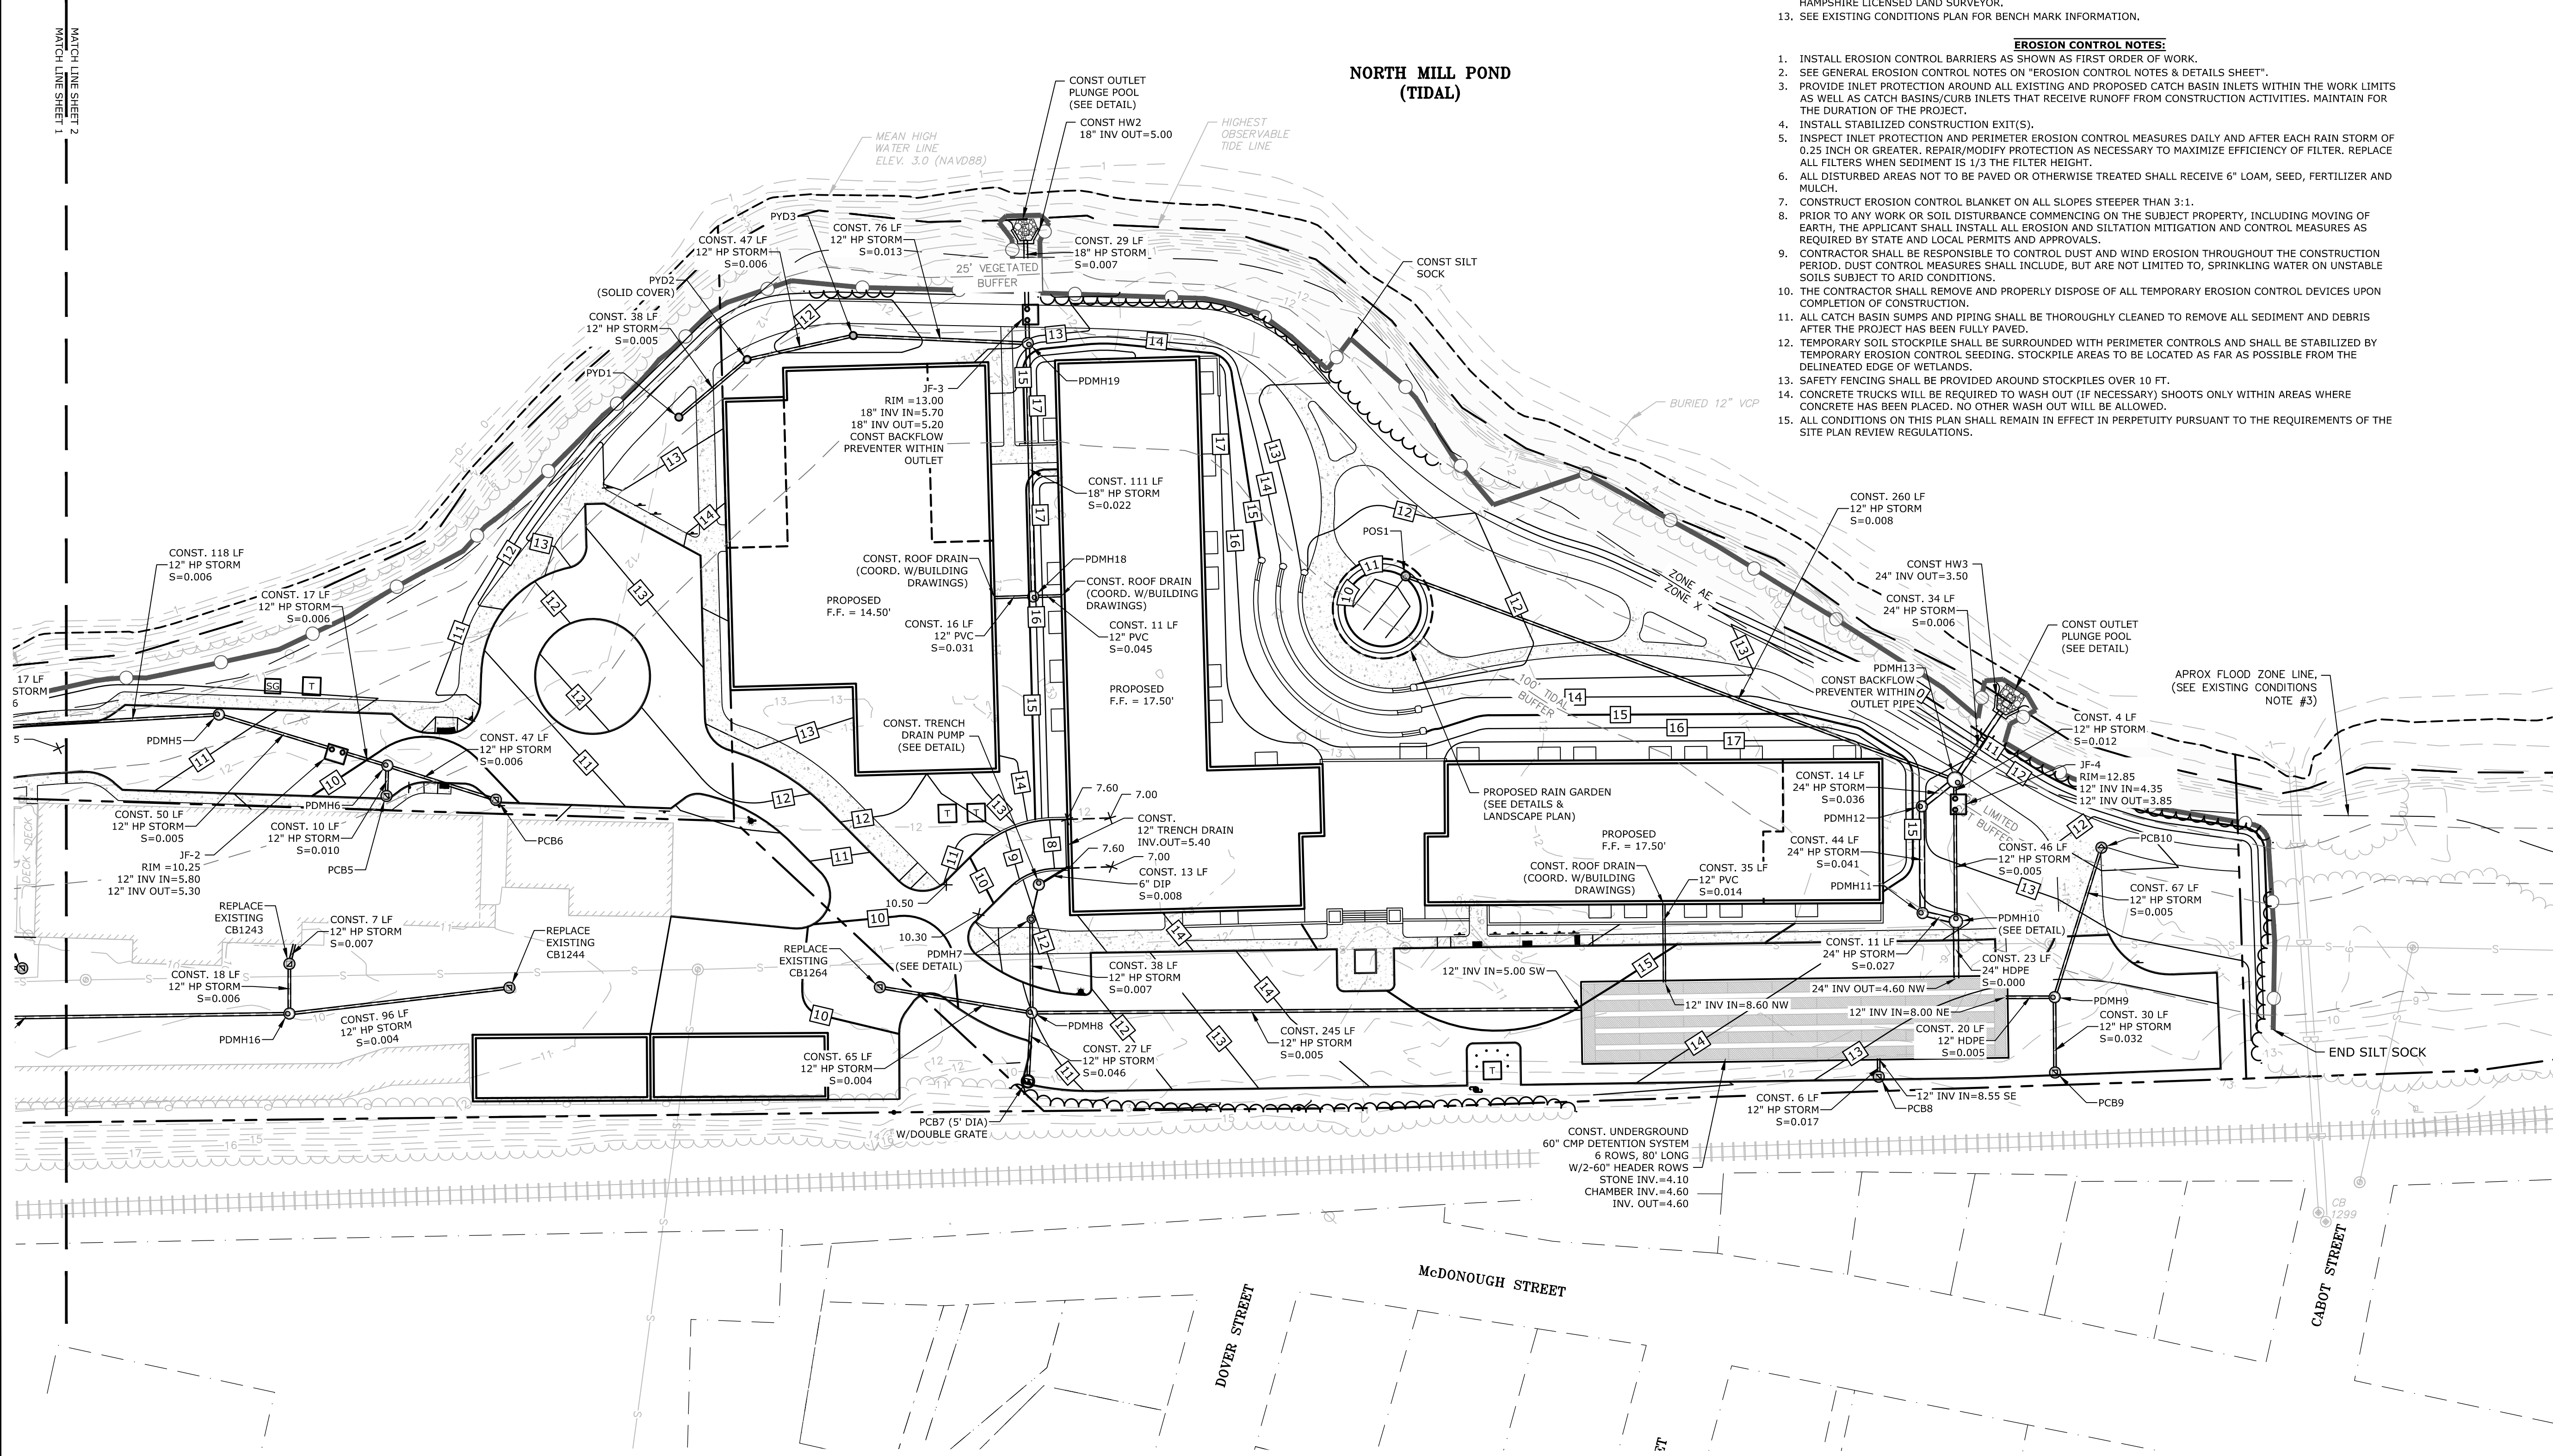 HAMPSHIRE LICENSED LAND SURVEYOR.
13. SEE EXISTING CONDITIONS PLAN FOR BENCH MARK INFORMATION.
EROSION CONTROL NOTES:
1. INSTALL EROSION CONTROL BARRIERS AS SHOWN AS FIRST ORDER OF WORK.
2. SEE GENERAL EROSION CONTROL NOTES ON "EROSION CONTROL NOTES & DETAILS SHEET".
3. PROVIDE INLET PROTECTION AROUND ALL EXISTING AND PROPOSED CATCH BASIN INLETS WITHIN THE WORK LIMITS
AS WELL AS CATCH BASINS/CURB INLETS THAT RECEIVE RUNOFF FROM CONSTRUCTION ACTIVITIES. MAINTAIN FOR
THE DURATION OF THE PROJECT.
4. INSTALL STABILIZED CONSTRUCTION EXIT(S).
5. INSPECT INLET PROTECTION AND PERIMETER EROSION CONTROL MEASURES DAILY AND AFTER EACH RAIN STORM OF
0.25 INCH OR GREATER. REPAIR/MODIFY PROTECTION AS NECESSARY TO MAXIMIZE EFFICIENCY OF FILTER. REPLACE
ALL FILTERS WHEN SEDIMENT IS 1/3 THE FILTER HEIGHT.
6. ALL DISTURBED AREAS NOT TO BE PAVED OR OTHERWISE TREATED SHALL RECEIVE 6" LOAM, SEED, FERTILIZER AND
MULCH.
7. CONSTRUCT EROSION CONTROL BLANKET ON ALL SLOPES STEEPER THAN 3:1.
8. PRIOR TO ANY WORK OR SOIL DISTURBANCE COMMENCING ON THE SUBJECT PROPERTY, INCLUDING MOVING OF
EARTH, THE APPLICANT SHALL INSTALL ALL EROSION AND SILTATION MITIGATION AND CONTROL MEASURES AS
REQUIRED BY STATE AND LOCAL PERMITS AND APPROVALS.
9. CONTRACTOR SHALL BE RESPONSIBLE TO CONTROL DUST AND WIND EROSION THROUGHOUT THE CONSTRUCTION
PERIOD. DUST CONTROL MEASURES SHALL INCLUDE, BUT ARE NOT LIMITED TO, SPRINKLING WATER ON UNSTABLE
SOILS SUBJECT TO ARID CONDITIONS.
10. THE CONTRACTOR SHALL REMOVE AND PROPERLY DISPOSE OF ALL TEMPORARY EROSION CONTROL DEVICES UPON
COMPLETION OF CONSTRUCTION.
11. ALL CATCH BASIN SUMPS AND PIPING SHALL BE THOROUGHLY CLEANED TO REMOVE ALL SEDIMENT AND DEBRIS
AFTER THE PROJECT HAS BEEN FULLY PAVED.
12. TEMPORARY SOIL STOCKPILE SHALL BE SURROUNDED WITH PERIMETER CONTROLS AND SHALL BE STABILIZED BY
TEMPORARY EROSION CONTROL SEEDING. STOCKPILE AREAS TO BE LOCATED AS FAR AS POSSIBLE FROM THE
DELINEATED EDGE OF WETLANDS.
13. SAFETY FENCING SHALL BE PROVIDED AROUND STOCKPILES OVER 10 FT.
14. CONCRETE TRUCKS WILL BE REQUIRED TO WASH OUT (IF NECESSARY) SHOOTS ONLY WITHIN AREAS WHERE
CONCRETE HAS BEEN PLACED. NO OTHER WASH OUT WILL BE ALLOWED.
15. ALL CONDITIONS ON THIS PLAN SHALL REMAIN IN EFFECT IN PERPETUITY PURSUANT TO THE REQUIREMENTS OF THE
SITE PLAN REVIEW REGULATIONS.
MATCH LINE SHEET 2
MATCH LINE SHEET 1
NORTH MILL POND
(TIDAL)
CONST OUTLET
PLUNGE POOL
(SEE DETAIL)
CONST HW2
18" INV OUT=5.00
HIGHEST
OBSERVABLE
TIDE LINE
MEAN HIGH
WATER LINE
ELEV. 3.0 (NAVD88)
PYD3
CONST. 47 LF
12" HP STORM
S=0.006
CONST. 76 LF
12" HP STORM
S=0.013
CONST. 29 LF
18" HP STORM
S=0.007
25' VEGETATED
BUFFER
CONST SILT
SOCK
PYD2
(SOLID COVER)
CONST. 38 LF
12" HP STORM
S=0.005
PYD1
PDMH19
JF-3
RIM =13.00
18" INV IN=5.70
18" INV OUT=5.20
CONST BACKFLOW
PREVENTER WITHIN
OUTLET
BURIED 12" VCP
CONST. 111 LF
18" HP STORM
S=0.022
CONST. 260 LF
12" HP STORM
S=0.008
POS1
CONST. 118 LF
12" HP STORM
S=0.006
CONST. 17 LF
12" HP STORM
S=0.006
CONST. ROOF DRAIN
(COORD. W/BUILDING
DRAWINGS)
PDMH18
CONST. ROOF DRAIN
(COORD. W/BUILDING
DRAWINGS)
PROPOSED
F.F. = 14.50'
CONST. 16 LF
12" PVC
S=0.031
CONST. 11 LF
12" PVC
S=0.045
PROPOSED
F.F. = 17.50'
ZONE AE
ZONE X
CONST HW3
24" INV OUT=3.50
CONST. 34 LF
24" HP STORM
S=0.006
CONST OUTLET
PLUNGE POOL
(SEE DETAIL)
PDMH13
CONST BACKFLOW
PREVENTER WITHIN
OUTLET PIPE
APROX FLOOD ZONE LINE,
(SEE EXISTING CONDITIONS
NOTE #3)
100' TIDAL
BUFFER
17 LF
STORM
6
SG
T
PDMH5
CONST. 47 LF
12" HP STORM
S=0.006
CONST. TRENCH
DRAIN PUMP
(SEE DETAIL)
CONST. 4 LF
12" HP STORM
S=0.012
JF-4
RIM=12.85
12" INV IN=4.35
12" INV OUT=3.85
CONST. 14 LF
24" HP STORM
S=0.036
PDMH12
PROPOSED RAIN GARDEN
(SEE DETAILS &
LANDSCAPE PLAN)
PDMH6
CONST. 50 LF
12" HP STORM
S=0.005
CONST. 10 LF
12" HP STORM
S=0.010
PCB6
PCB5
JF-2
RIM =10.25
12" INV IN=5.80
12" INV OUT=5.30
7.60
7.00
CONST.
12" TRENCH DRAIN
INV.OUT=5.40
7.60
7.00
CONST. 13 LF
6" DIP
S=0.008
PROPOSED
F.F. = 17.50'
CONST. ROOF DRAIN
(COORD. W/BUILDING
DRAWINGS)
CONST. 35 LF
12" PVC
S=0.014
CONST. 44 LF
24" HP STORM
S=0.041
PDMH11
CONST. 46 LF
12" HP STORM
S=0.005
PCB10
CONST. 67 LF
12" HP STORM
S=0.005
DECK
DECK
10.50
10.30
REPLACE
EXISTING
CB1243
CONST. 7 LF
12" HP STORM
S=0.007
REPLACE
EXISTING
CB1244
REPLACE
EXISTING
CB1264
PDMH7
(SEE DETAIL)
CONST. 18 LF
12" HP STORM
S=0.006
CONST. 38 LF
12" HP STORM
S=0.007
PDMH10
(SEE DETAIL)
CONST. 11 LF
24" HP STORM
S=0.027
CONST. 23 LF
24" HDPE
S=0.000
12" INV IN=5.00 SW
12" INV IN=8.60 NW
24" INV OUT=4.60 NW
12" INV IN=8.00 NE
PDMH9
CONST. 30 LF
12" HP STORM
S=0.032
CONST. 20 LF
12" HDPE
S=0.005
CONST. 96 LF
12" HP STORM
S=0.004
PDMH16
PDMH8
CONST. 245 LF
12" HP STORM
S=0.005
CONST. 65 LF
12" HP STORM
S=0.004
CONST. 27 LF
12" HP STORM
S=0.046
T
END SILT SOCK
PCB7 (5' DIA)
W/DOUBLE GRATE
CONST. 6 LF
12" HP STORM
S=0.017
12" INV IN=8.55 SE
PCB8
PCB9
CONST. UNDERGROUND
60" CMP DETENTION SYSTEM
6 ROWS, 80' LONG
W/2-60" HEADER ROWS
STONE INV.=4.10
CHAMBER INV.=4.60
INV. OUT=4.60
CB
1299
McDONOUGH STREET
DOVER STREET
CABOT STREET